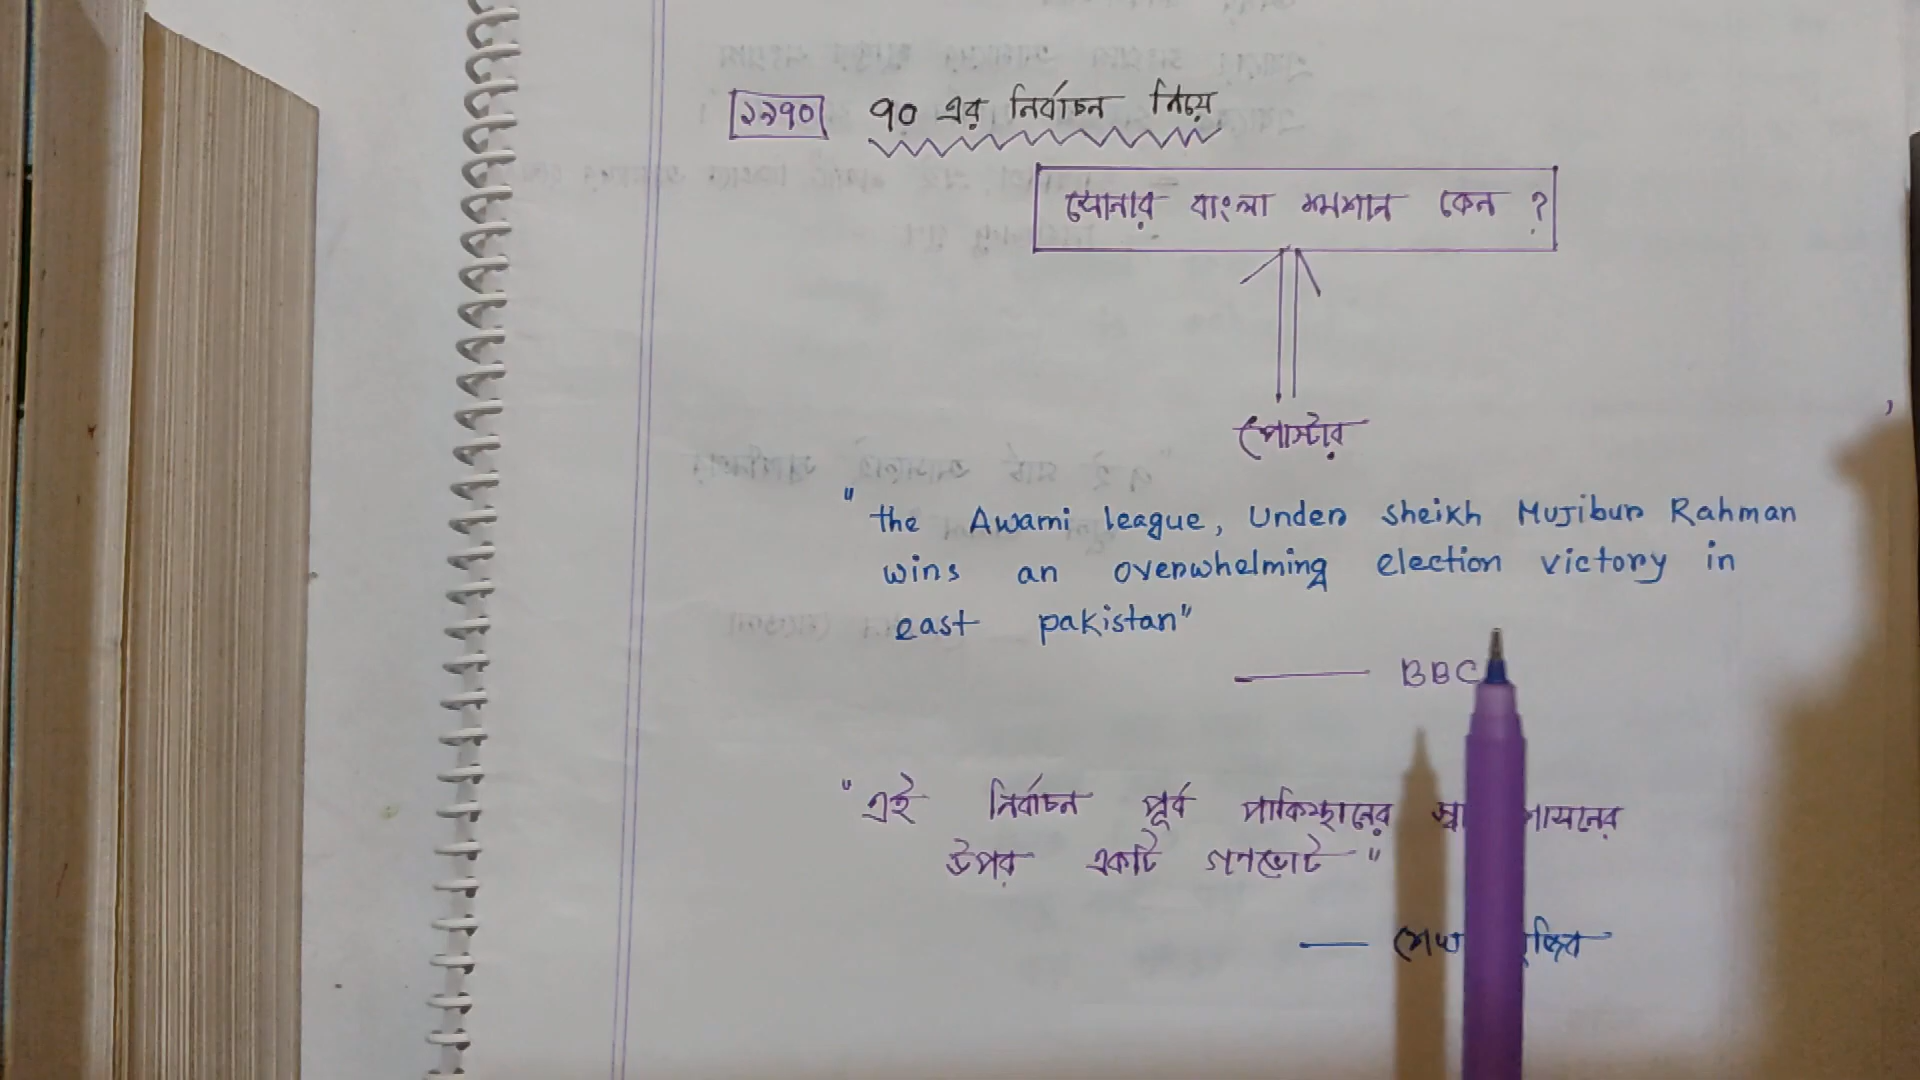 ১৯৭০ ৭০ এর নির্বাচন নিয়ে
সোনার বাংলা শ্মশান কেন ?
পোস্টার
"the Awami league, Under sheikh Mujibur Rahman
wins an overwhelming election victory in
east pakistan"
— BBC
"এই নির্বাচন পূর্ব পাকিস্থানের
উপর একটি গণভোট"
—